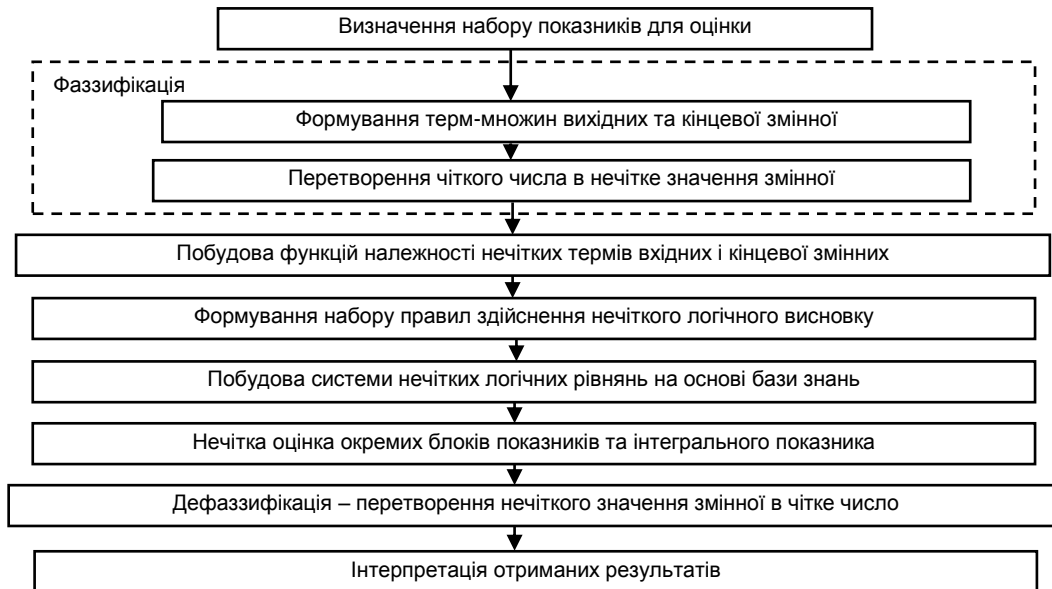 Визначення набору показників для оцінки
Фаззифікація
Формування терм-множин вихідних та кінцевої змінної
Перетворення чіткого числа в нечітке значення змінної
Побудова функцій належності нечітких термів вхідних і кінцевої змінних
Формування набору правил здійснення нечіткого логічного висновку
Побудова системи нечітких логічних рівнянь на основі бази знань
Нечітка оцінка окремих блоків показників та інтегрального показника
Дефаззифікація – перетворення нечіткого значення змінної в чітке число
Інтерпретація отриманих результатів